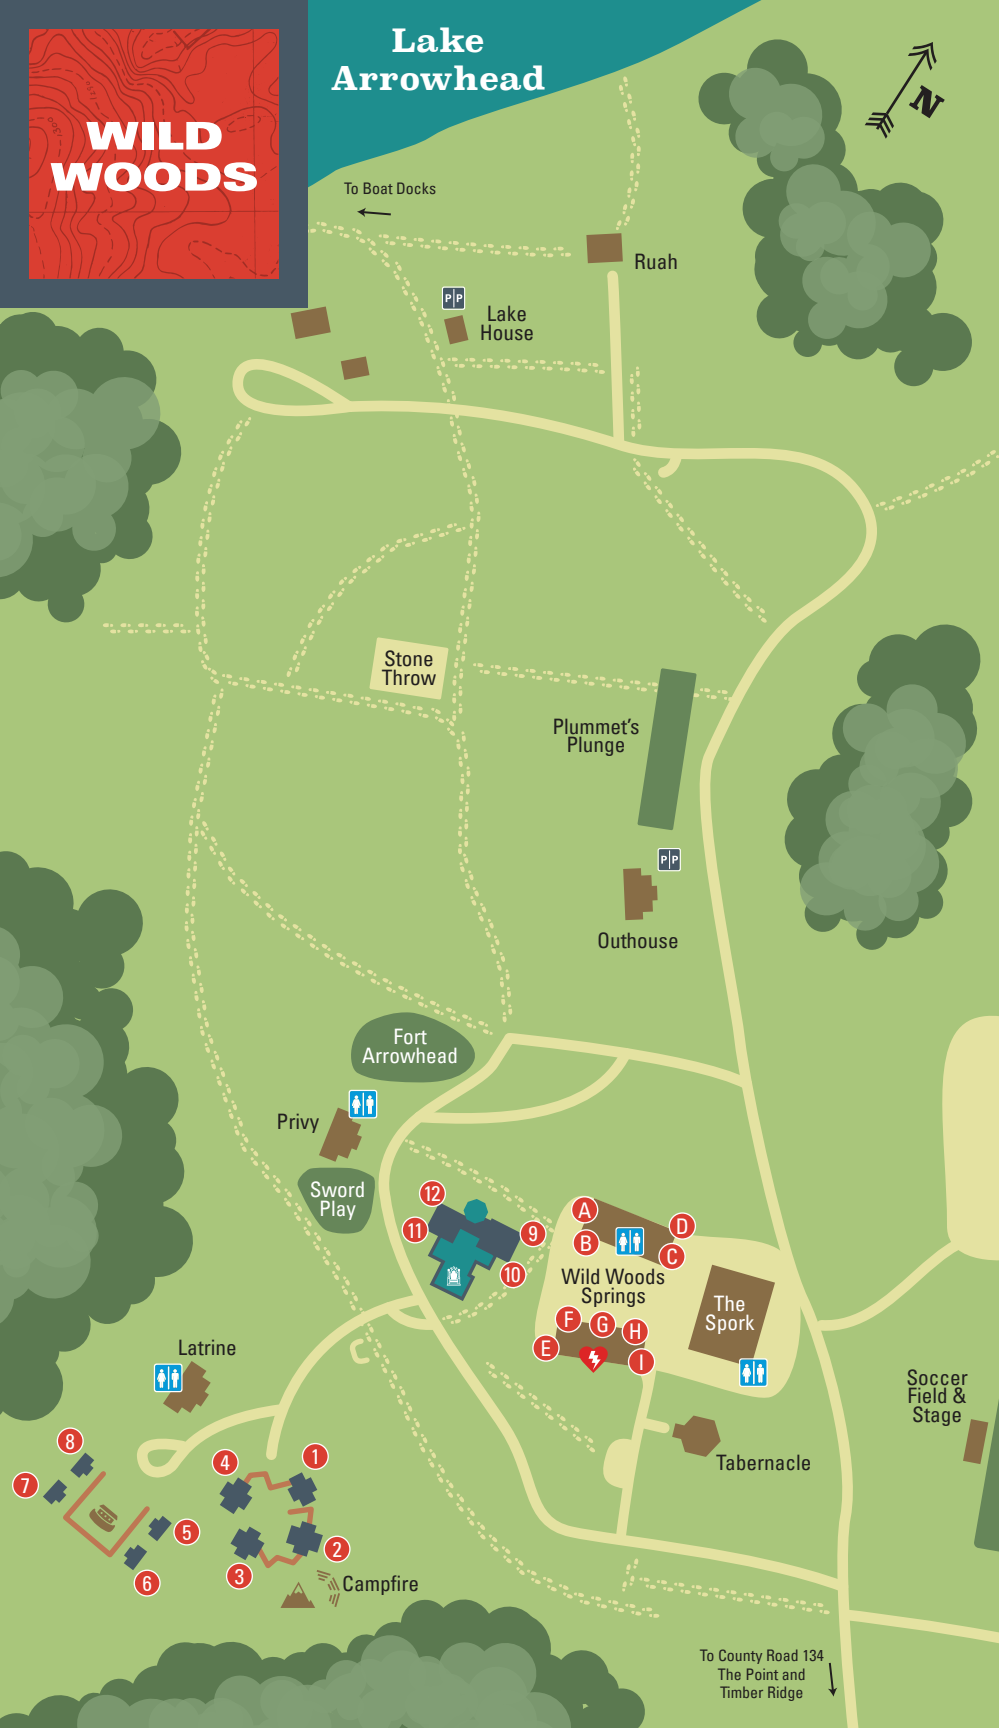 WILD
WOODS
Lake
Arrowhead
N
To Boat Docks
Ruah
P P
Lake
House
Stone
Throw
Plummet's
Plunge
P P
Outhouse
Fort
Arrowhead
Privy
Sword
Play
12
11
9
10
A
B
D
C
Wild Woods
Springs
The
Spork
F
G
H
E
I
Latrine
Soccer
Field &
Stage
Tabernacle
8
7
5
6
4
1
2
3
Campfire
To County Road 134
The Point and
Timber Ridge